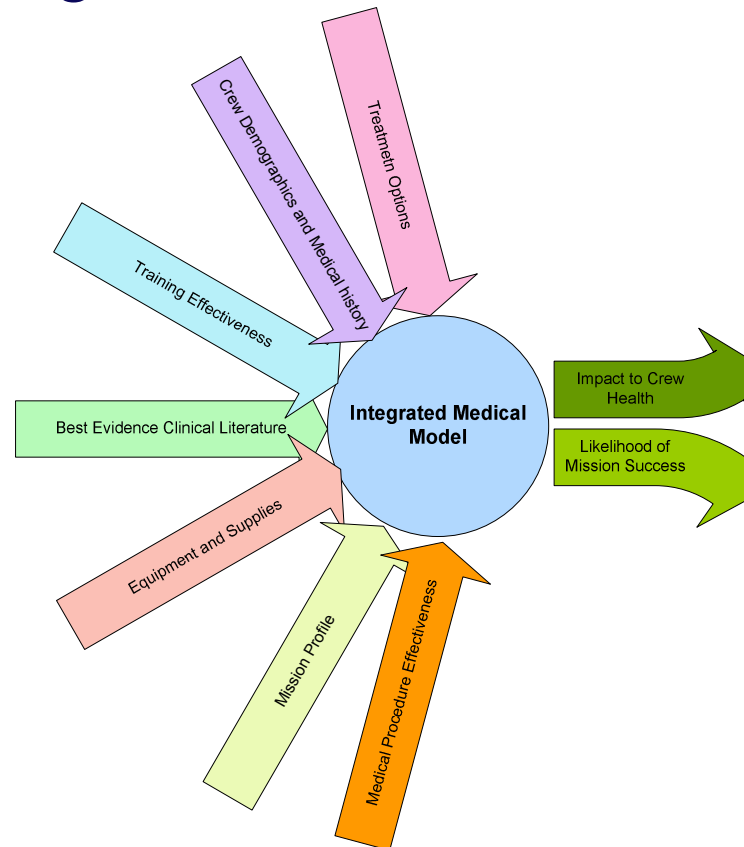 Treatmetn Options
Crew Demographics and Medical history
Training Effectiveness
Best Evidence Clinical Literature
Equipment and Supplies
Mission Profile
Medical Procedure Effectiveness
Integrated Medical
Model
Impact to Crew
Health
Likelihood of
Mission Success